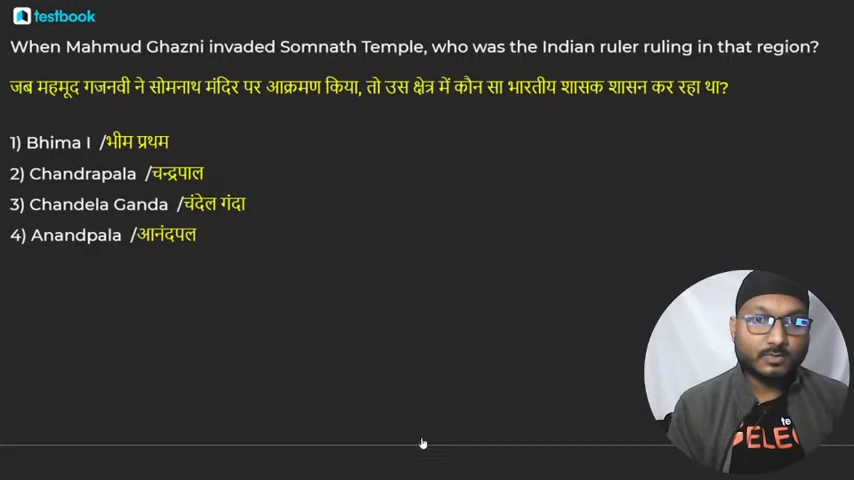 testbook
When Mahmud Ghazni invaded Somnath Temple, who was the Indian ruler ruling in that region?
जब महमूद गजनवी ने सोमनाथ मंदिर पर आक्रमण किया, तो उस क्षेत्र में कौन सा भारतीय शासक शासन कर रहा था?
1) Bhima I /भीम प्रथम
2) Chandrapala /चन्द्रपाल
3) Chandela Ganda /चंदेल गंदा
4) Anandpala /आनंदपल
te